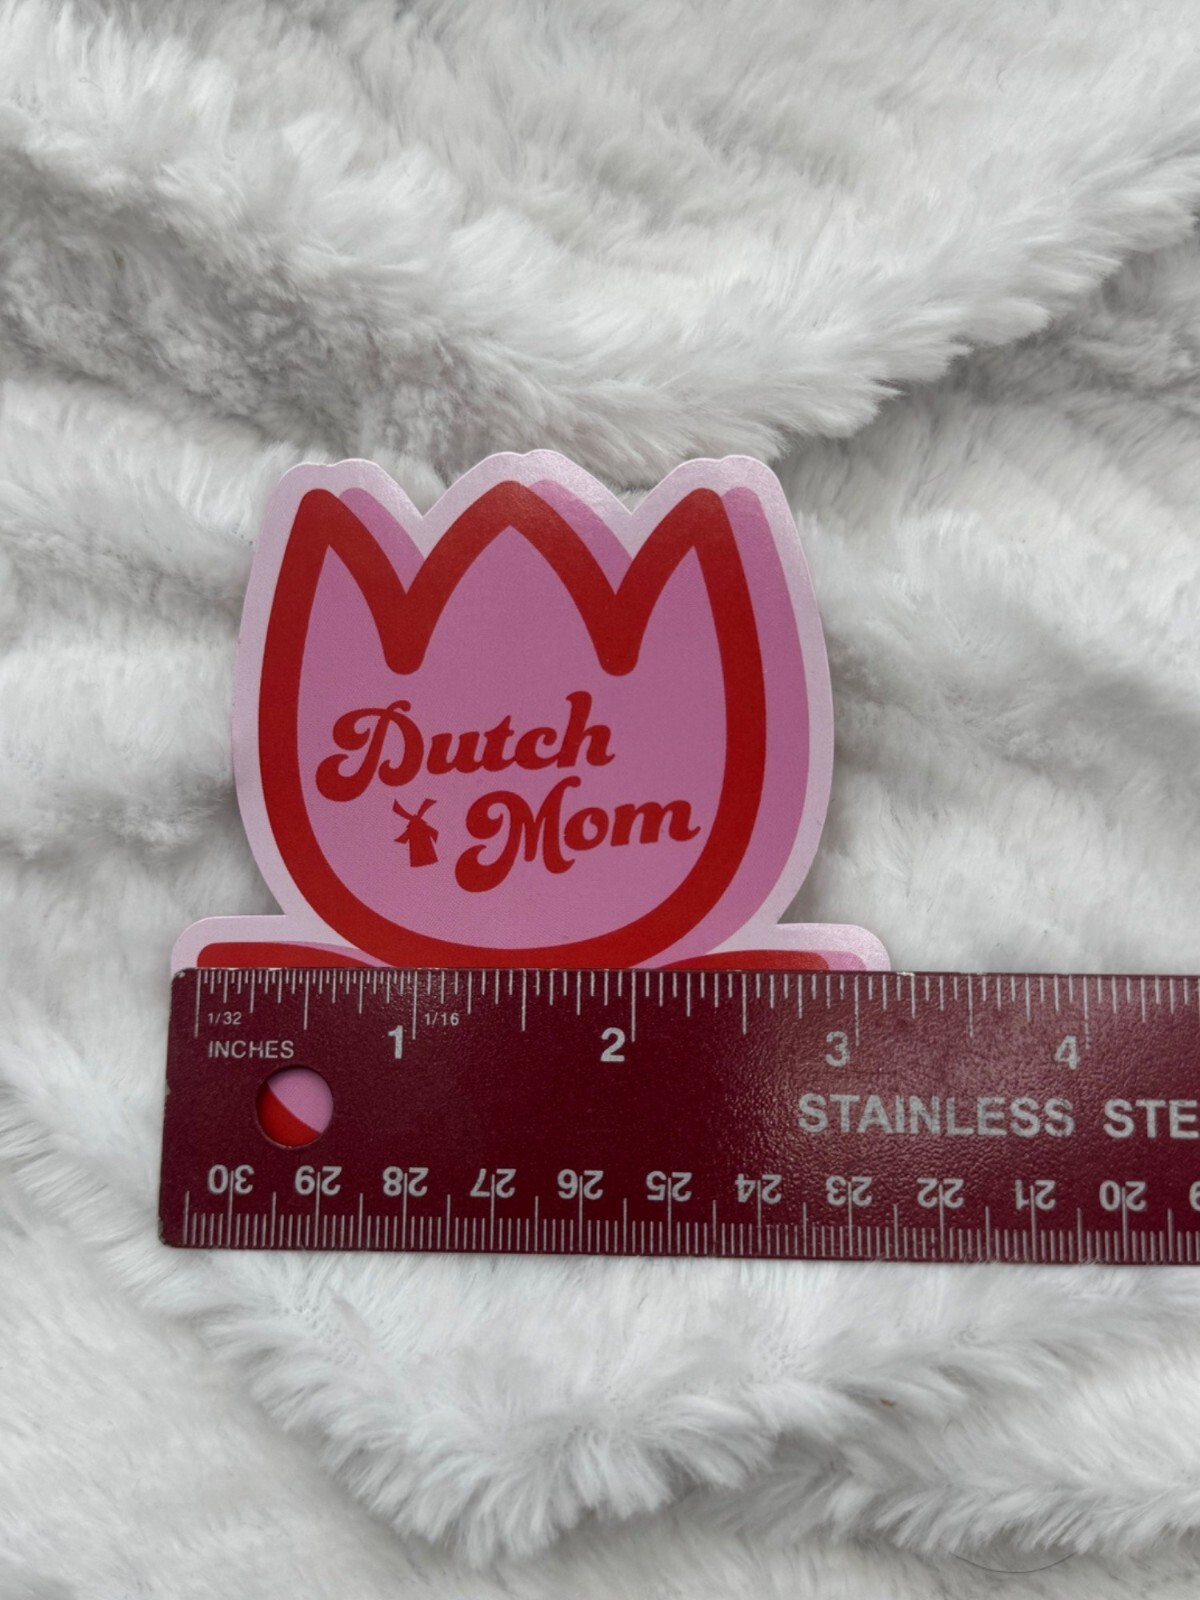 Dutch
Mom
1/32
1/16
INCHES
1 2 3 4
STAINLESS STE
30 29 28 27 26 25 24 23 22 21 20